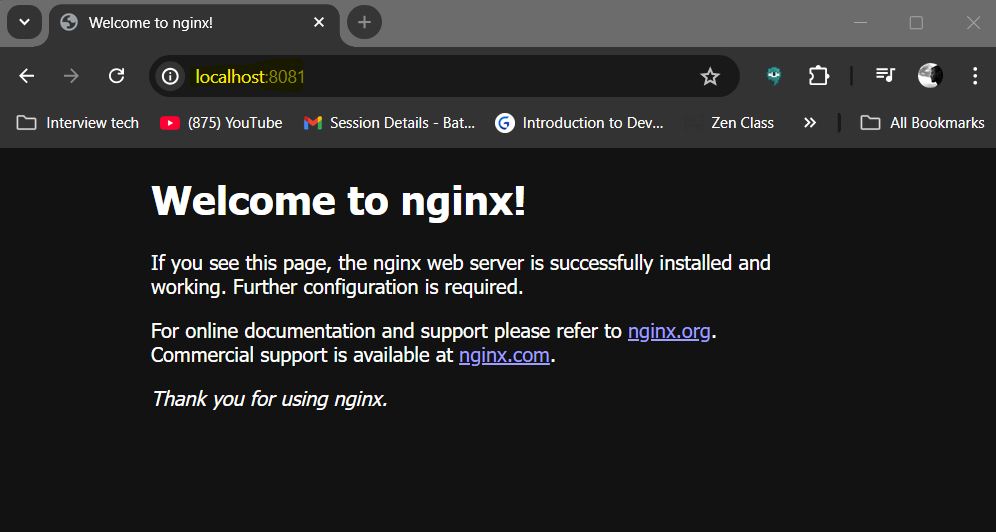 Welcome to nginx!
localhost:8081
Interview tech (875) YouTube Session Details - Bat... Introduction to Dev... Zen Class All Bookmarks
Welcome to nginx!
If you see this page, the nginx web server is successfully installed and
working. Further configuration is required.
For online documentation and support please refer to nginx.org.
Commercial support is available at nginx.com.
Thank you for using nginx.